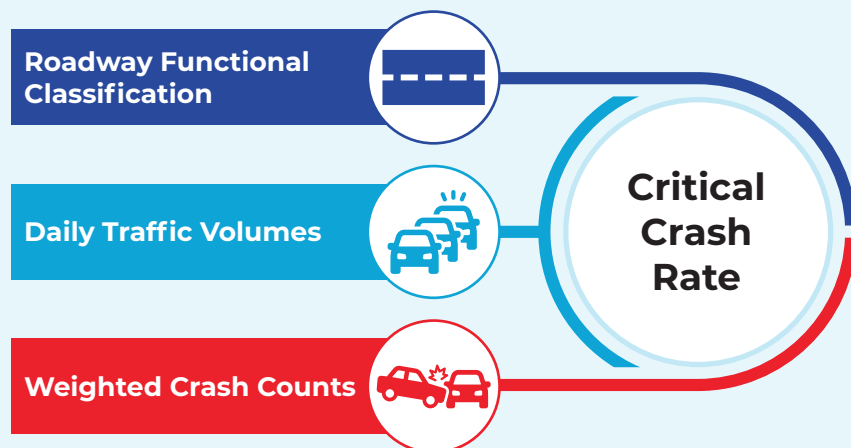 Roadway Functional
Classification
Daily Traffic Volumes
Weighted Crash Counts
Critical
Crash
Rate